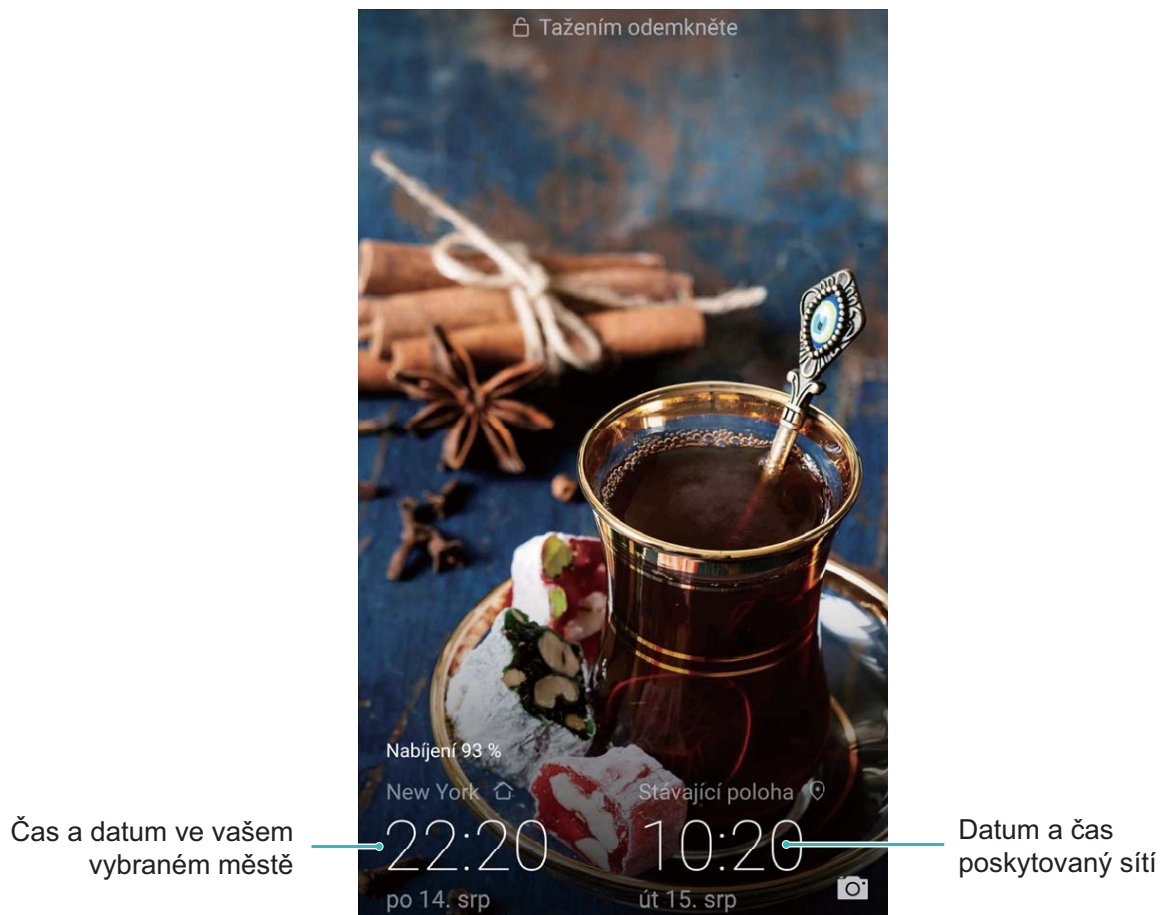 Tažením odemkněte
Nabíjení 93 %
New York
Stávající poloha
22:20
10:20
po 14. srp
út 15. srp
Čas a datum ve vašem
vybraném městě
Datum a čas
poskytovaný sítí